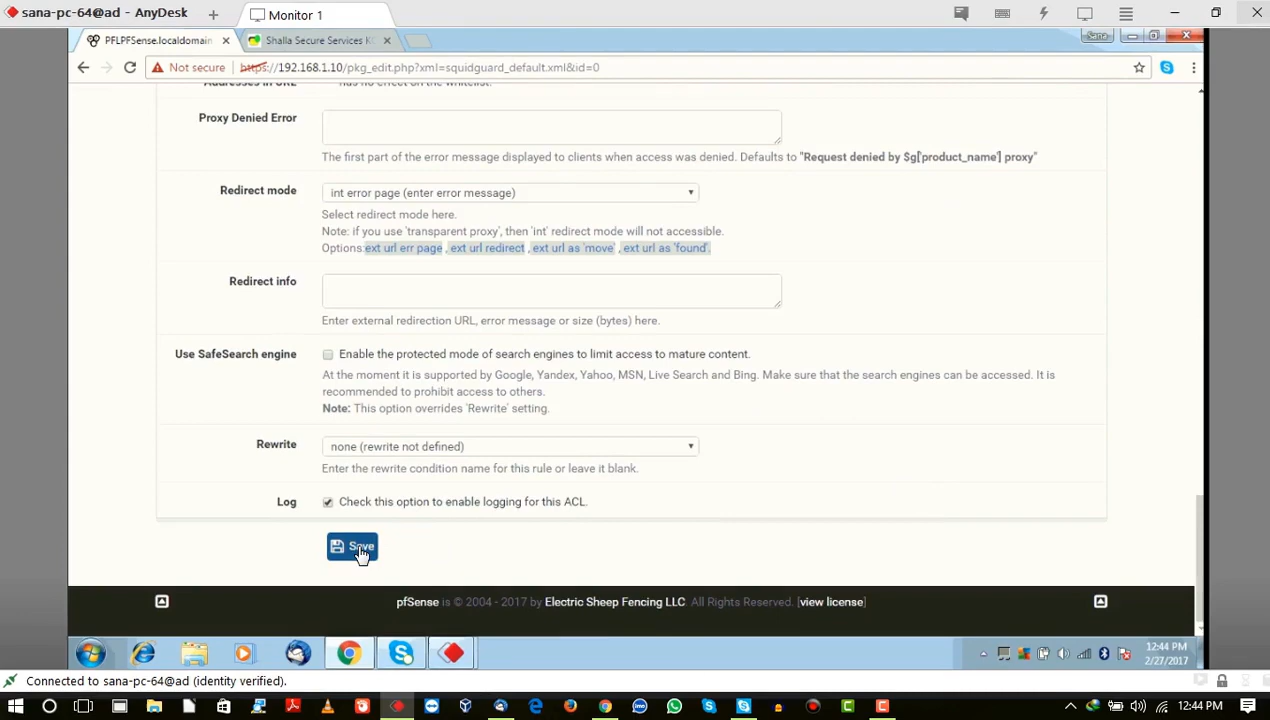 sana-pc-64@ad - AnyDesk
Monitor 1
PFLPFSense.localdomain
Shalla Secure Services K
Sana
Not secure
https://192.168.1.10/pkg_edit.php?xml=squidguard_default.xml&id=0
Addresses in URL
has no effect on the whitelist.
Proxy Denied Error
The first part of the error message displayed to clients when access was denied. Defaults to "Request denied by $g['product_name'] proxy"
Redirect mode
int error page (enter error message)
Select redirect mode here.
Note: if you use 'transparent proxy', then 'int' redirect mode will not accessible.
Options:ext url err page , ext url redirect , ext url as 'move' , ext url as 'found'.
Redirect info
Enter external redirection URL, error message or size (bytes) here.
Use SafeSearch engine
Enable the protected mode of search engines to limit access to mature content.
At the moment it is supported by Google, Yandex, Yahoo, MSN, Live Search and Bing. Make sure that the search engines can be accessed. It is
recommended to prohibit access to others.
Note: This option overrides 'Rewrite' setting.
Rewrite
none (rewrite not defined)
Enter the rewrite condition name for this rule or leave it blank.
Log
Check this option to enable logging for this ACL.
Save
pfSense is © 2004 - 2017 by Electric Sheep Fencing LLC. All Rights Reserved. [view license]
12:44 PM
2/27/2017
Connected to sana-pc-64@ad (identity verified).
12:44 PM